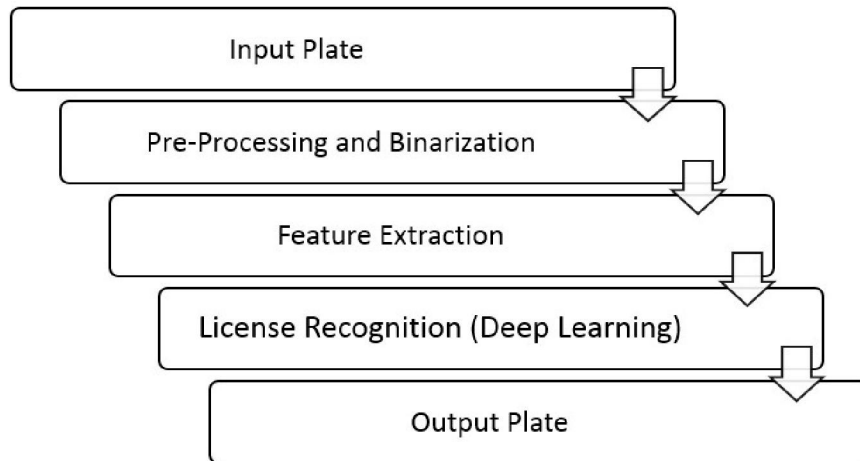 Input Plate
Pre-Processing and Binarization
Feature Extraction
License Recognition (Deep Learning)
Output Plate